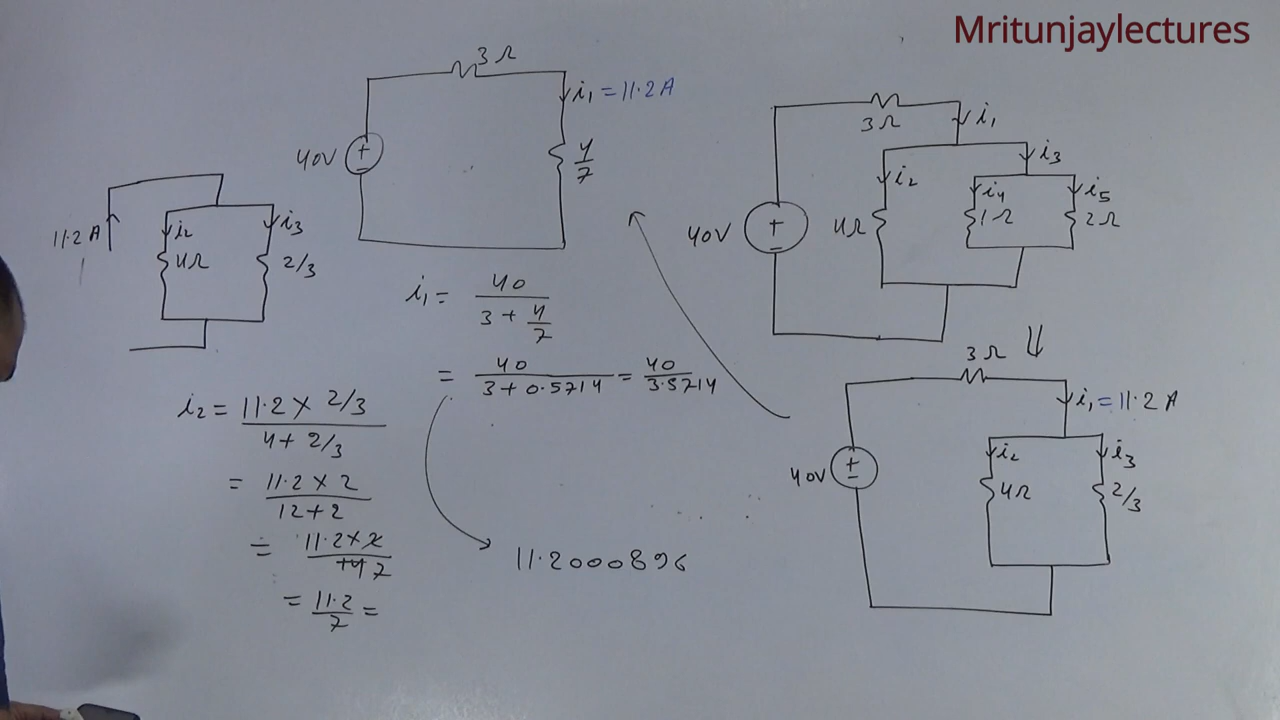 Mritunjaylectures
3Ω
i₁ = 11.2 A
40V
4/7
3Ω
i₁
i₃
i₂
i₄
i₅
40V
4Ω
1Ω
2Ω
11.2 A
i₂
i₃
4Ω
2/3
i₁ = 40 / (3 + 4/7)
= 40 / (3 + 0.5714) = 40 / 3.5714
11.2000896
i₂ = 11.2 × 2/3 / (4 + 2/3)
= 11.2 × 2 / (12 + 2)
= 11.2 × 2 / 14 7
= 11.2 / 7 =
3Ω
i₁ = 11.2 A
40V
i₂
i₃
4Ω
2/3